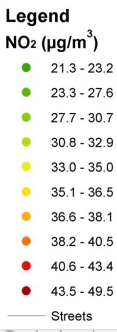 Legend
NO₂ (µg/m³)
21.3 - 23.2
23.3 - 27.6
27.7 - 30.7
30.8 - 32.9
33.0 - 35.0
35.1 - 36.5
36.6 - 38.1
38.2 - 40.5
40.6 - 43.4
43.5 - 49.5
Streets